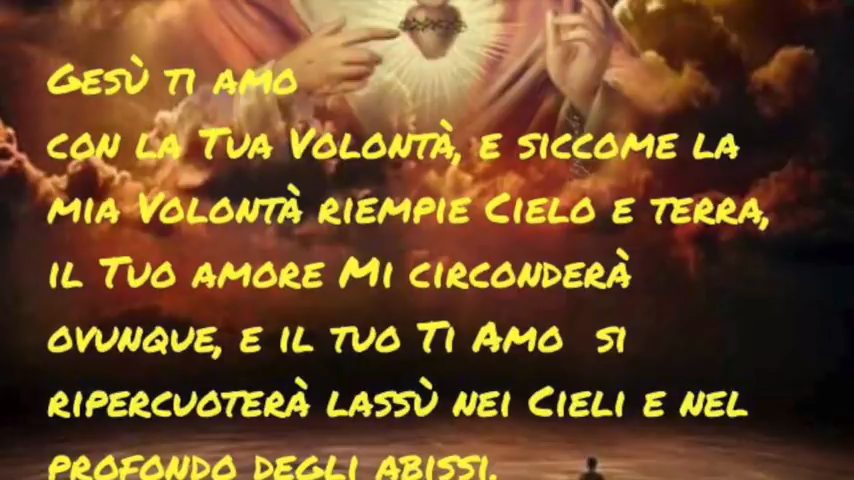 Gesù ti amo
con la Tua Volontà, e siccome la
mia Volontà riempie Cielo e terra,
il Tuo amore Mi circonderà
ovunque, e il tuo Ti Amo si
ripercuoterà lassù nei Cieli e nel
profondo degli abissi.